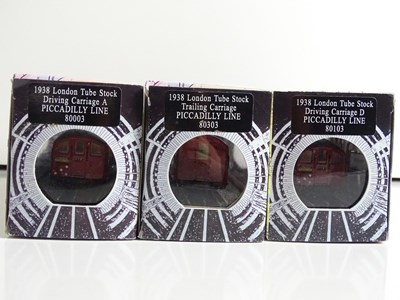 1938 London Tube Stock
Driving Carriage A
PICCADILLY LINE
80003
1938 London Tube Stock
Trailing Carriage
PICCADILLY LINE
80303
1938 London Tube Stock
Driving Carriage D
PICCADILLY LINE
80103